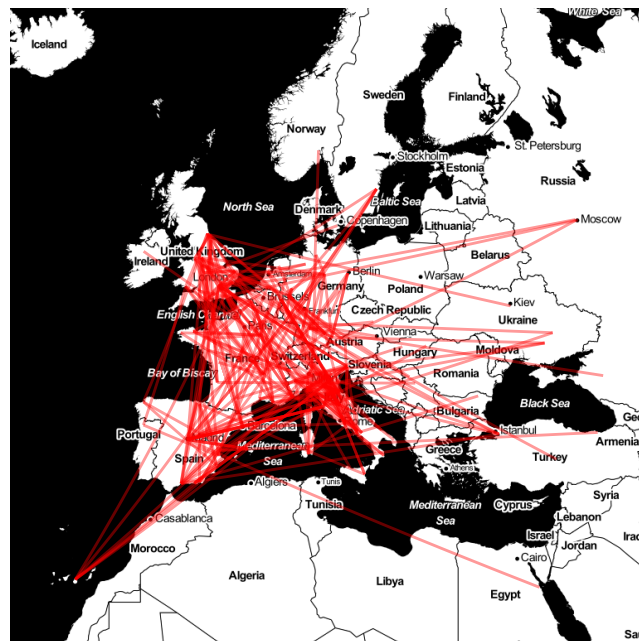 White Sea
Iceland
Sweden
Finland
Norway
Stockholm
St. Petersburg
Estonia
Russia
North Sea
Denmark
Baltic Sea
Latvia
Copenhagen
Lithuania
Moscow
United Kingdom
Ireland
Belarus
London
Amsterdam
Berlin
Germany
Warsaw
Poland
Brussels
Kiev
English Channel
Frankfurt
Czech Republic
Ukraine
Paris
Vienna
Austria
France
Switzerland
Hungary
Moldova
Slovenia
Bay of Biscay
Romania
Adriatic Sea
Bulgaria
Black Sea
Portugal
Barcelona
Rome
Istanbul
Madrid
Armenia
Spain
Mediterranean
Sea
Greece
Turkey
Athens
Algiers
Tunis
Syria
Casablanca
Tunisia
Mediterranean
Sea
Cyprus
Lebanon
Israel
Morocco
Jordan
Cairo
Algeria
Libya
Egypt